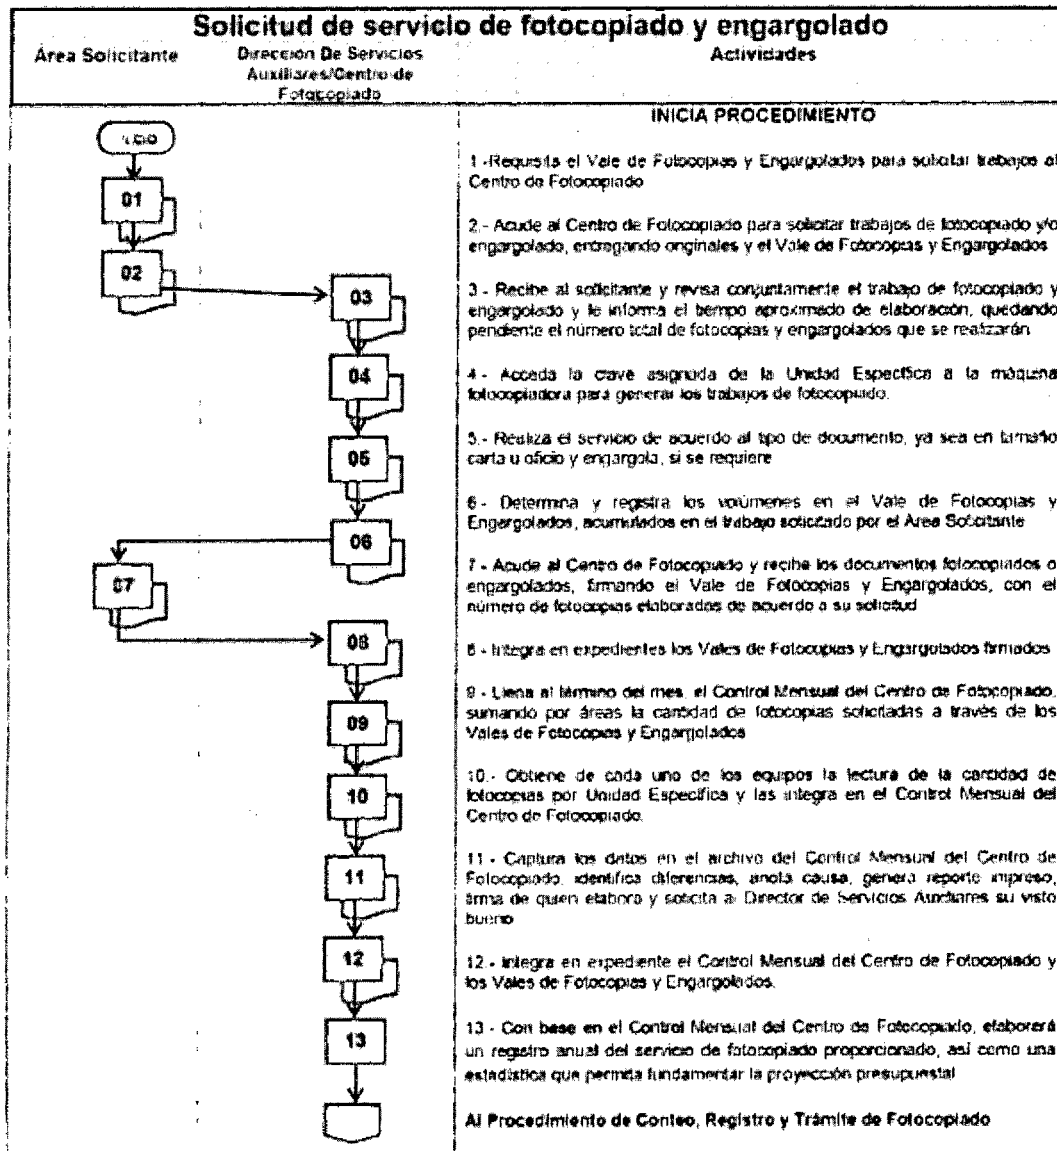 Solicitud de servicio de fotocopiado y engargolado
Área Solicitante
Dirección De Servicios
Auxiliares/Centro de
Fotocopiado
Actividades
INICIA PROCEDIMIENTO
01
02
03
04
05
06
07
08
09
10
11
12
13
1.-Requisita el Vale de Fotocopias y Engargolados para solicitar trabajos al
Centro de Fotocopiado
2.- Acude al Centro de Fotocopiado para solicitar trabajos de fotocopiado y/o
engargolado, entregando originales y el Vale de Fotocopias y Engargolados
3.- Recibe al solicitante y revisa conjuntamente el trabajo de fotocopiado y
engargolado y le informa el tiempo aproximado de elaboración, quedando
pendiente el número total de fotocopias y engargolados que se realizarán
4.- Acceda la clave asignada de la Unidad Específica a la máquina
fotocopiadora para generar los trabajos de fotocopiado.
5.- Realiza el servicio de acuerdo al tipo de documento, ya sea en tamaño
carta u oficio y engargola, si se requiere
6.- Determina y registra los volúmenes en el Vale de Fotocopias y
Engargolados, acumulados en el trabajo solicitado por el Área Solicitante
7.- Acude al Centro de Fotocopiado y recibe los documentos fotocopiados o
engargolados, firmando el Vale de Fotocopias y Engargolados, con el
número de fotocopias elaboradas de acuerdo a su solicitud
8.- Integra en expedientes los Vales de Fotocopias y Engargolados firmados
9.- Llena al término del mes, el Control Mensual del Centro de Fotocopiado,
sumando por áreas la cantidad de fotocopias solicitadas a través de los
Vales de Fotocopias y Engargolados
10.- Obtiene de cada uno de los equipos la lectura de la cantidad de
fotocopias por Unidad Específica y las integra en el Control Mensual del
Centro de Fotocopiado.
11.- Captura los datos en el archivo del Control Mensual del Centro de
Fotocopiado, identifica diferencias, anota causa, genera reporte impreso,
firma de quien elabora y solicita al Director de Servicios Auxiliares su visto
bueno
12.- Integra en expediente el Control Mensual del Centro de Fotocopiado y
los Vales de Fotocopias y Engargolados.
13.- Con base en el Control Mensual del Centro de Fotocopiado, elaborará
un registro anual del servicio de fotocopiado proporcionado, así como una
estadística que permita fundamentar la proyección presupuestal
Al Procedimiento de Conteo, Registro y Trámite de Fotocopiado